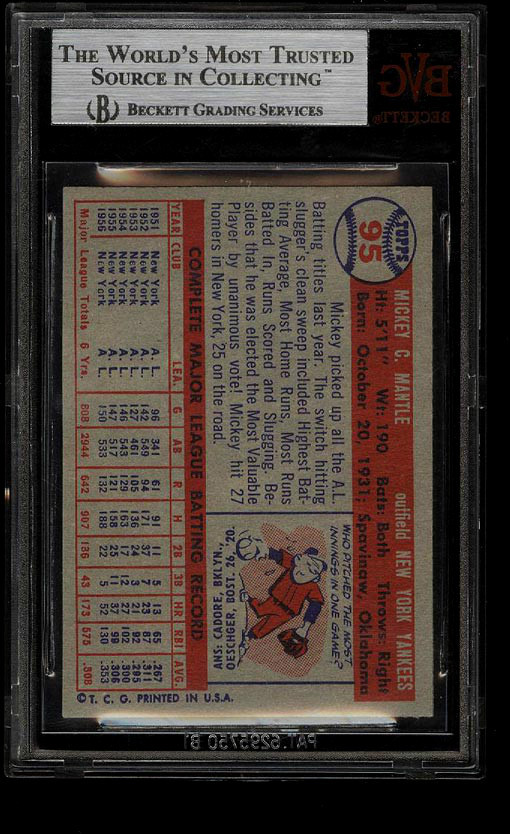 THE WORLD'S MOST TRUSTED
SOURCE IN COLLECTING™
(B) BECKETT GRADING SERVICES
BVG
BECKETT
TOPPS
95
MICKEY C. MANTLE outfield NEW YORK YANKEES
Ht: 5'11" Wt: 190 Bats: Both Throws: Right
Born: October 20, 1931; Spavinaw, Oklahoma
Mickey picked up all the A.L.
Batting titles last year. The switch hitting
slugger's clean sweep included Highest Bat-
ting Average, Most Home Runs, Most Runs
Batted In, Runs Scored and Slugging. Be-
sides that he was elected the Most Valuable
Player by unanimous vote! Mickey hit 27
homers in New York, 25 on the road.
WHO PITCHED THE MOST
INNINGS IN ONE GAME?
ANS: CADORE, BKLYN.,
OESCHGER, BOST. 26, '20.
COMPLETE MAJOR LEAGUE BATTING RECORD
YEAR CLUB LEA. G AB R H 2B 3B HR RBI AVG.
1951 New York A. L. 96 341 61 91 11 5 13 65 .267
1952 New York A. L. 142 549 94 171 37 7 23 87 .311
1953 New York A. L. 127 461 105 136 24 3 21 92 .295
1954 New York A. L. 146 543 129 163 17 12 27 102 .300
1955 New York A. L. 147 517 121 158 25 11 37 99 .306
1956 New York A. L. 150 533 132 188 22 5 52 130 .353
Major League Totals 6 Yrs. 808 2944 642 907 136 43 173 575 .308
© T. C. G. PRINTED IN U.S.A.
PAT. 6295750 B1